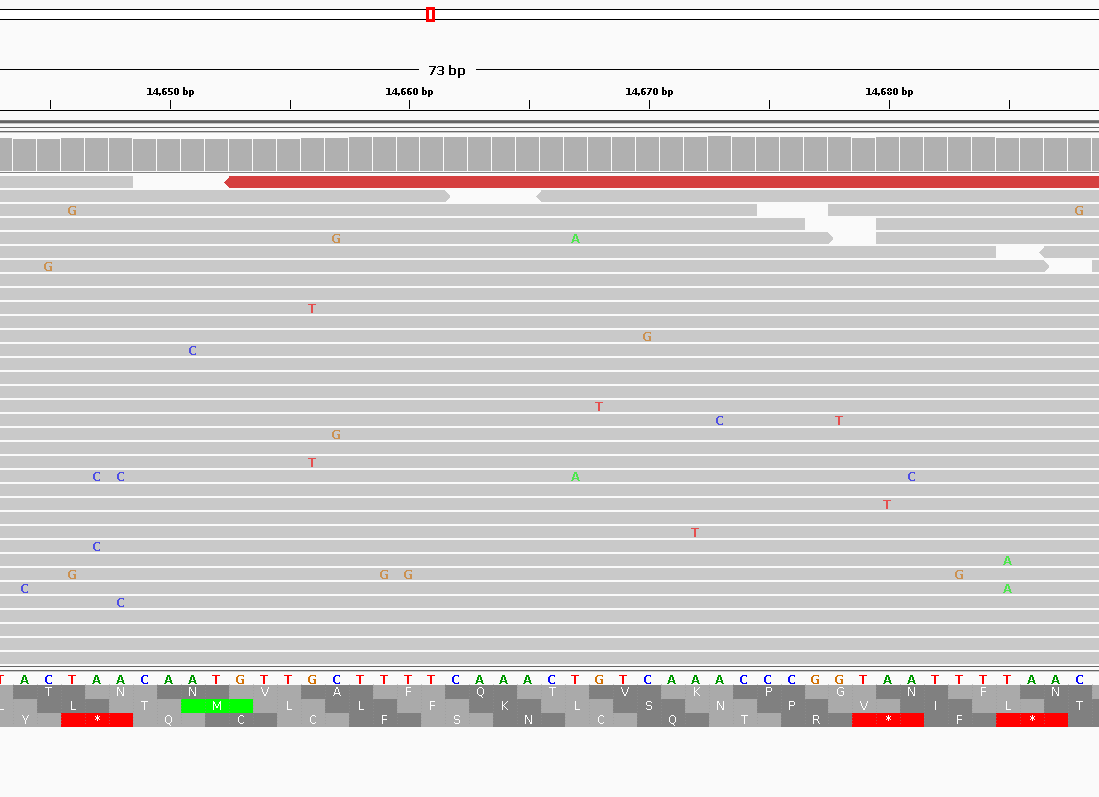 73 bp
14,650 bp 14,660 bp 14,670 bp 14,680 bp
G G
G A
G
T
G
C
T
C T
G
T
C C A C
T
T
C
A
G G G G
C A
C
T A C T A A C A A T G T T G C T T T T C A A A C T G T C A A A C C C G G T A A T T T T A A C
T N N V A F Q T V K P G N F N
L L T M L L F K L S N P V I L T
Y * Q C C F S N C Q T R * F *